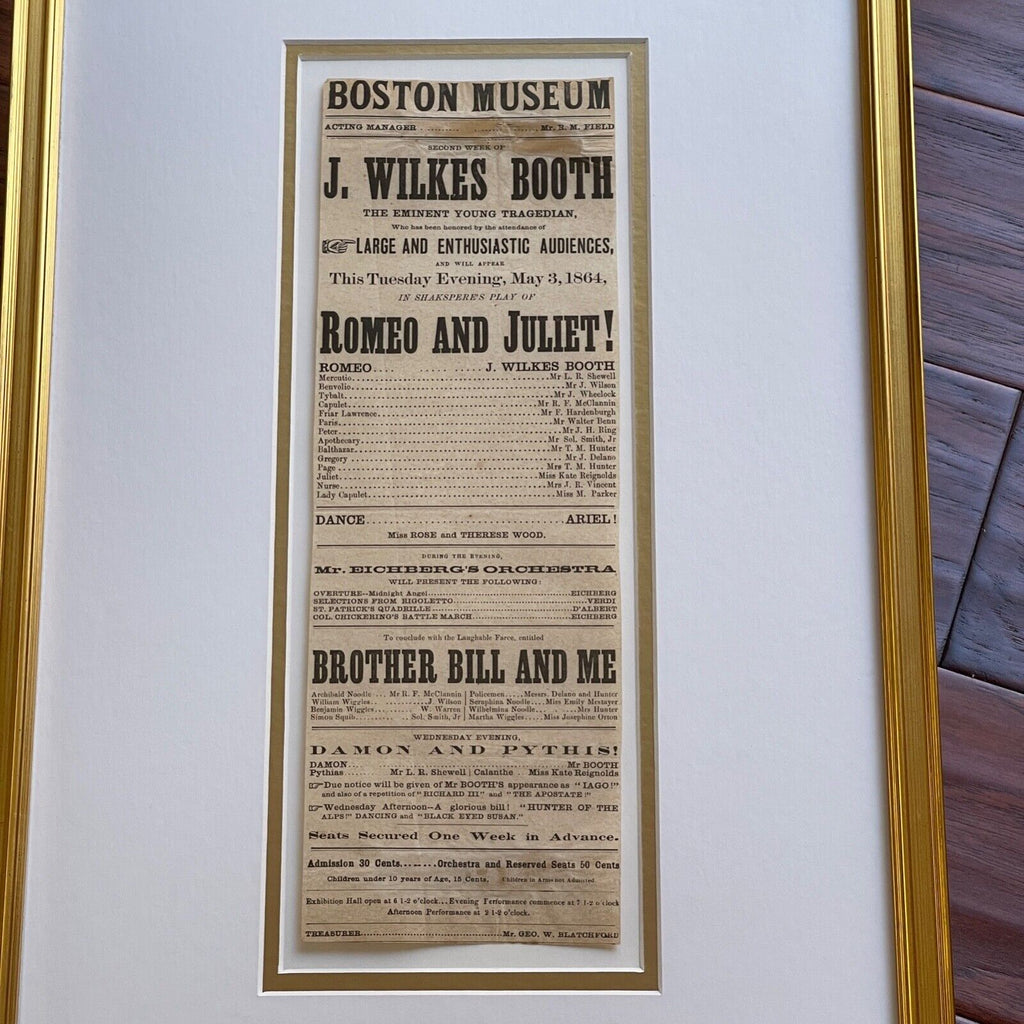 BOSTON MUSEUM
ACTING MANAGER ................ Mr. R. M. FIELD
SECOND WEEK OF
J. WILKES BOOTH
THE EMINENT YOUNG TRAGEDIAN,
Who has been honored by the attendance of
☞LARGE AND ENTHUSIASTIC AUDIENCES,
AND WILL APPEAR
This Tuesday Evening, May 3, 1864,
IN SHAKSPERE'S PLAY OF
ROMEO AND JULIET!
ROMEO.... ........ J. WILKES BOOTH
Mercutio................Mr L. R. Shewell
Benvolio................Mr J. Wilson
Tybalt................Mr J. Wheelock
Capulet................Mr R. F. McClannin
Friar Lawrence................Mr F. Hardenburgh
Paris................Mr Walter Benn
Peter................Mr J. H. Ring
Apothecary................Mr Sol. Smith, Jr
Balthazar................Mr T. M. Hunter
Gregory ................Mr J. Delano
Page ................Mrs T. M. Hunter
Juliet................Miss Kate Reignolds
Nurse................Mrs J. R. Vincent
Lady Capulet................Miss M. Parker
DANCE................ARIEL!
Miss ROSE and THERESE WOOD.
DURING THE EVENING,
Mr. EICHBERG'S ORCHESTRA
WILL PRESENT THE FOLLOWING:
OVERTURE--Midnight Angel................EICHBERG
SELECTIONS FROM RIGOLETTO................VERDI
ST. PATRICK'S QUADRILLE................D'ALBERT
COL. CHICKERING'S BATTLE MARCH................EICHBERG
To conclude with the Laughable Farce, entitled
BROTHER BILL AND ME
Archibald Noodle .... Mr R. F. McClannin | Policemen.....Messrs. Delano and Hunter
William Wiggles................J. Wilson | Seraphina Noodle....Miss Emily Mestayer
Benjamin Wiggles................W. Warren | Wilhelmina Noodle... . ....Mrs Hunter
Simon Squib................Sol. Smith, Jr | Martha Wiggles.....Miss Josephine Orton
WEDNESDAY EVENING,
DAMON AND PYTHIS!
DAMON................Mr BOOTH
Pythias....... Mr L. R. Shewell | Calanthe ... Miss Kate Reignolds
☞Due notice will be given of Mr BOOTH'S appearance as "IAGO!"
and also of a repetition of "RICHARD III" and "THE APOSTATE!"
☞Wednesday Afternoon--A glorious bill! "HUNTER OF THE
ALPS!" DANCING and "BLACK EYED SUSAN."
Seats Secured One Week in Advance.
Admission 30 Cents........Orchestra and Reserved Seats 50 Cents
Children under 10 years of Age, 15 Cents. Children in Arms not Admitted.
Exhibition Hall open at 6 1-2 o'clock...Evening Performance commence at 7 1-2 o'clock
Afternoon Performance at 2 1-2 o'clock.
TREASURER................Mr. GEO. W. BLATCHFORD